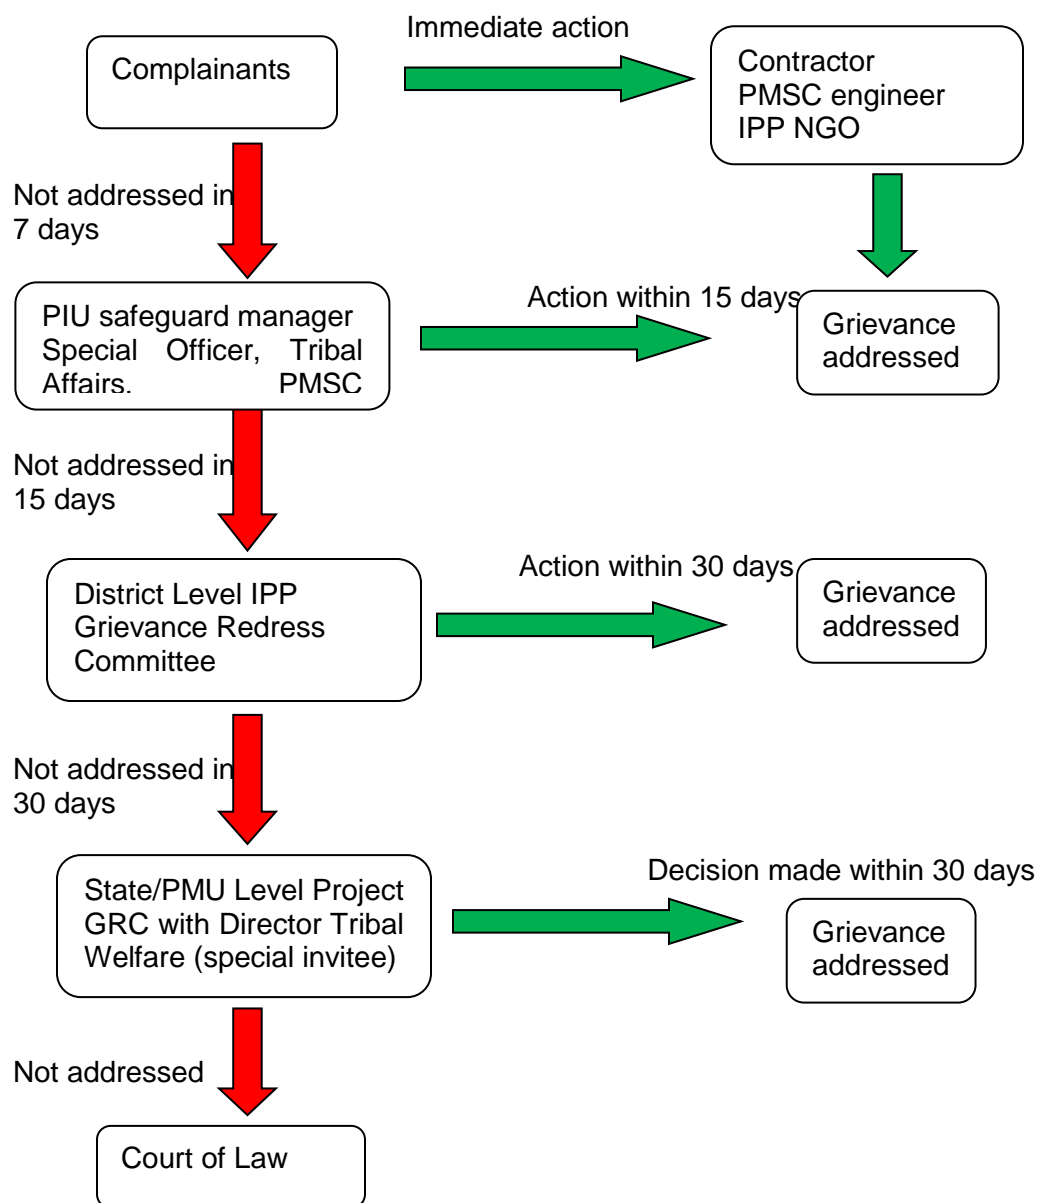 Immediate action
Complainants
Contractor
PMSC engineer
IPP NGO
Not addressed in
7 days
PIU safeguard manager
Special Officer, Tribal
Affairs, PMSC
Action within 15 days
Grievance
addressed
Not addressed in
15 days
District Level IPP
Grievance Redress
Committee
Action within 30 days
Grievance
addressed
Not addressed in
30 days
State/PMU Level Project
GRC with Director Tribal
Welfare (special invitee)
Decision made within 30 days
Grievance
addressed
Not addressed
Court of Law